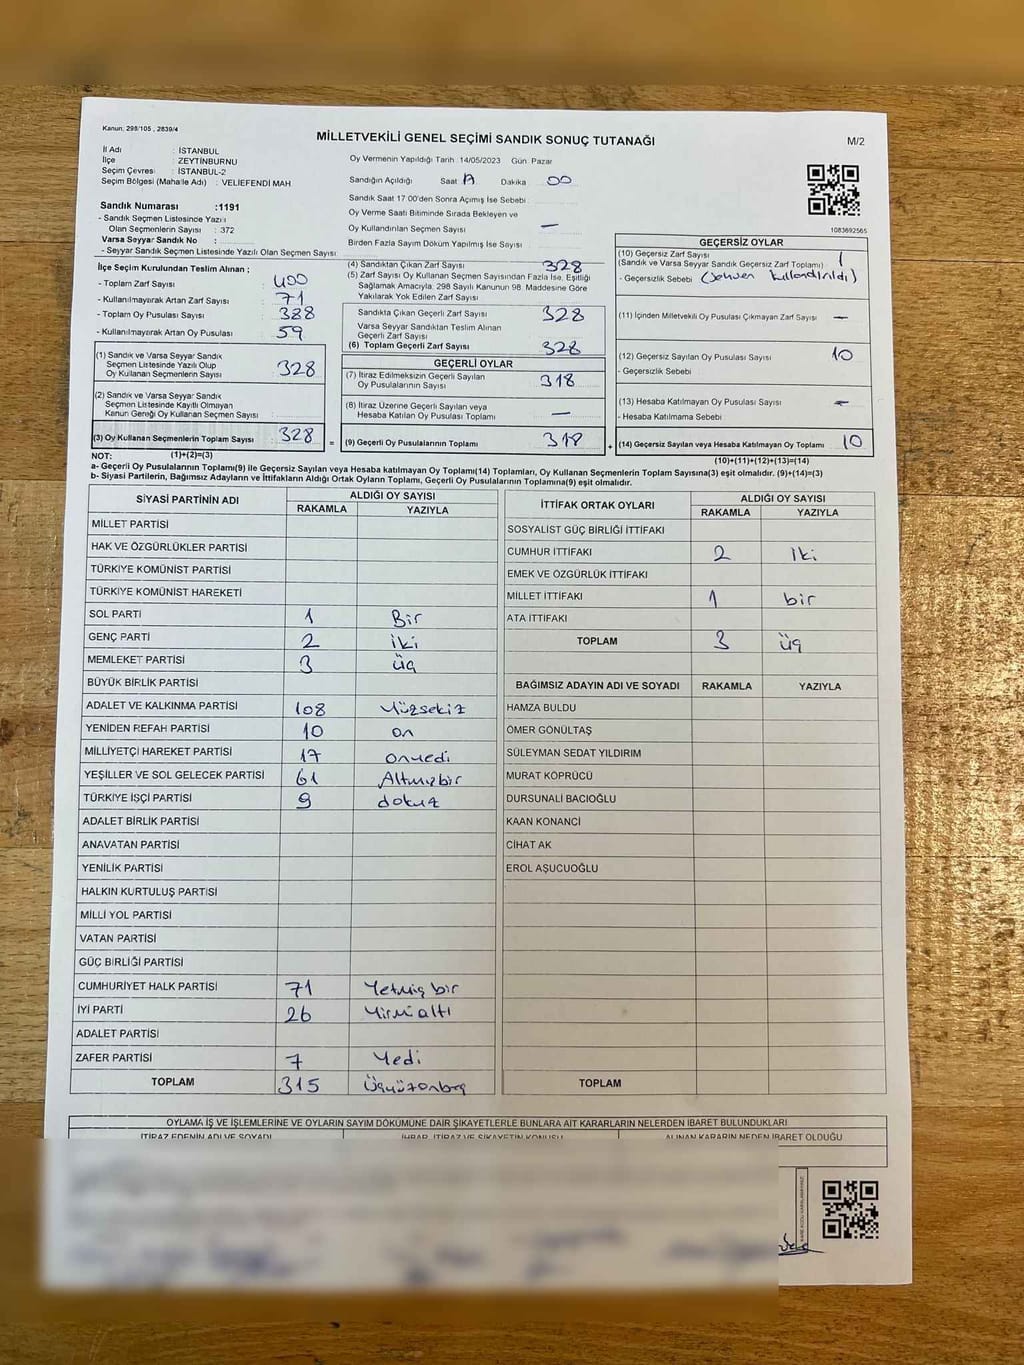 Kanun: 298/105 , 2839/4
MİLLETVEKİLİ GENEL SEÇİMİ SANDIK SONUÇ TUTANAĞI
M/2
İl Adı : İSTANBUL
İlçe : ZEYTİNBURNU
Seçim Çevresi : İSTANBUL-2
Seçim Bölgesi (Mahalle Adı) : VELİEFENDİ MAH
Sandık Numarası :1191
- Sandık Seçmen Listesinde Yazılı
Olan Seçmenlerin Sayısı : 372
Varsa Seyyar Sandık No :
- Seyyar Sandık Seçmen Listesinde Yazılı Olan Seçmen Sayısı
Oy Vermenin Yapıldığı Tarih :14/05/2023 Gün: Pazar
Sandığın Açıldığı Saat Dakika 00
Sandık Saat 17:00'den Sonra Açılmış İse Sebebi
Oy Verme Saati Bitiminde Sırada Bekleyen ve
Oy Kullandırılan Seçmen Sayısı —
Birden Fazla Sayım Döküm Yapılmış İse Sayısı
1083692565
İlçe Seçim Kurulundan Teslim Alınan ;
- Toplam Zarf Sayısı : 400
- Kullanılmayarak Artan Zarf Sayısı : 71
- Toplam Oy Pusulası Sayısı : 388
- Kullanılmayarak Artan Oy Pusulası : 59
(1) Sandık ve Varsa Seyyar Sandık
Seçmen Listesinde Yazılı Olup
Oy Kullanan Seçmenlerin Sayısı : 328
(2) Sandık ve Varsa Seyyar Sandık
Seçmen Listesinde Kayıtlı Olmayan
Kanun Gereği Oy Kullanan Seçmen Sayısı :
(3) Oy Kullanan Seçmenlerin Toplam Sayısı : 328
(1)+(2)=(3)
(4) Sandıktan Çıkan Zarf Sayısı 328
(5) Zarf Sayısı Oy Kullanan Seçmen Sayısından Fazla İse, Eşitliği
Sağlamak Amacıyla, 298 Sayılı Kanunun 98. Maddesine Göre
Yakılarak Yok Edilen Zarf Sayısı
Sandıkta Çıkan Geçerli Zarf Sayısı 328
Varsa Seyyar Sandıktan Teslim Alınan
Geçerli Zarf Sayısı
(6) Toplam Geçerli Zarf Sayısı 328
GEÇERLİ OYLAR
(7) İtiraz Edilmeksizin Geçerli Sayılan
Oy Pusulalarının Sayısı 318
(8) İtiraz Üzerine Geçerli Sayılan veya
Hesaba Katılan Oy Pusulası Toplamı —
= (9) Geçerli Oy Pusulalarının Toplamı 318
GEÇERSİZ OYLAR
(10) Geçersiz Zarf Sayısı
(Sandık ve Varsa Seyyar Sandık Geçersiz Zarf Toplamı) :
- Geçersizlik Sebebi (Sehven kullandırıldı)
(11) İçinden Milletvekili Oy Pusulası Çıkmayan Zarf Sayısı —
(12) Geçersiz Sayılan Oy Pusulası Sayısı 10
- Geçersizlik Sebebi
(13) Hesaba Katılmayan Oy Pusulası Sayısı —
- Hesaba Katılmama Sebebi
+ (14) Geçersiz Sayılan veya Hesaba Katılmayan Oy Toplamı 10
(10)+(11)+(12)+(13)=(14)
NOT:
a- Geçerli Oy Pusulalarının Toplamı(9) ile Geçersiz Sayılan veya Hesaba katılmayan Oy Toplamı(14) Toplamları, Oy Kullanan Seçmenlerin Toplam Sayısına(3) eşit olmalıdır. (9)+(14)=(3)
b- Siyasi Partilerin, Bağımsız Adayların ve İttifakların Aldığı Ortak Oyların Toplamı, Geçerli Oy Pusulalarının Toplamına(9) eşit olmalıdır.
SİYASİ PARTİNİN ADI ALDIĞI OY SAYISI
RAKAMLA YAZIYLA
MİLLET PARTİSİ
HAK VE ÖZGÜRLÜKLER PARTİSİ
TÜRKİYE KOMÜNİST PARTİSİ
TÜRKİYE KOMÜNİST HAREKETİ
SOL PARTİ 1 Bir
GENÇ PARTİ 2 iki
MEMLEKET PARTİSİ 3 üç
BÜYÜK BİRLİK PARTİSİ
ADALET VE KALKINMA PARTİSİ 108 Yüzsekiz
YENİDEN REFAH PARTİSİ 10 on
MİLLİYETÇİ HAREKET PARTİSİ 17 onyedi
YEŞİLLER VE SOL GELECEK PARTİSİ 61 Altmışbir
TÜRKİYE İŞÇİ PARTİSİ 9 dokuz
ADALET BİRLİK PARTİSİ
ANAVATAN PARTİSİ
YENİLİK PARTİSİ
HALKIN KURTULUŞ PARTİSİ
MİLLİ YOL PARTİSİ
VATAN PARTİSİ
GÜÇ BİRLİĞİ PARTİSİ
CUMHURİYET HALK PARTİSİ 71 Yetmiş bir
İYİ PARTİ 26 Yirmialtı
ADALET PARTİSİ
ZAFER PARTİSİ 7 Yedi
TOPLAM 315 Üçyüzonbeş
İTTİFAK ORTAK OYLARI ALDIĞI OY SAYISI
RAKAMLA YAZIYLA
SOSYALİST GÜÇ BİRLİĞİ İTTİFAKI
CUMHUR İTTİFAKI 2 iki
EMEK VE ÖZGÜRLÜK İTTİFAKI
MİLLET İTTİFAKI 1 bir
ATA İTTİFAKI
TOPLAM 3 üç
BAĞIMSIZ ADAYIN ADI VE SOYADI RAKAMLA YAZIYLA
HAMZA BULDU
ÖMER GÖNÜLTAŞ
SÜLEYMAN SEDAT YILDIRIM
MURAT KÖPRÜCÜ
DURSUNALİ BACIOĞLU
KAAN KONANCİ
CİHAT AK
EROL AŞUCUOĞLU
TOPLAM
OYLAMA İŞ VE İŞLEMLERİNE VE OYLARIN SAYIM DÖKÜMÜNE DAİR ŞİKAYETLERLE BUNLARA AİT KARARLARIN NELERDEN İBARET BULUNDUKLARI
İTİRAZ EDENİN ADI VE SOYADI İHBAR, İTİRAZ VE ŞİKAYETİN KONUSU ALINAN KARARIN NEDEN İBARET OLDUĞU